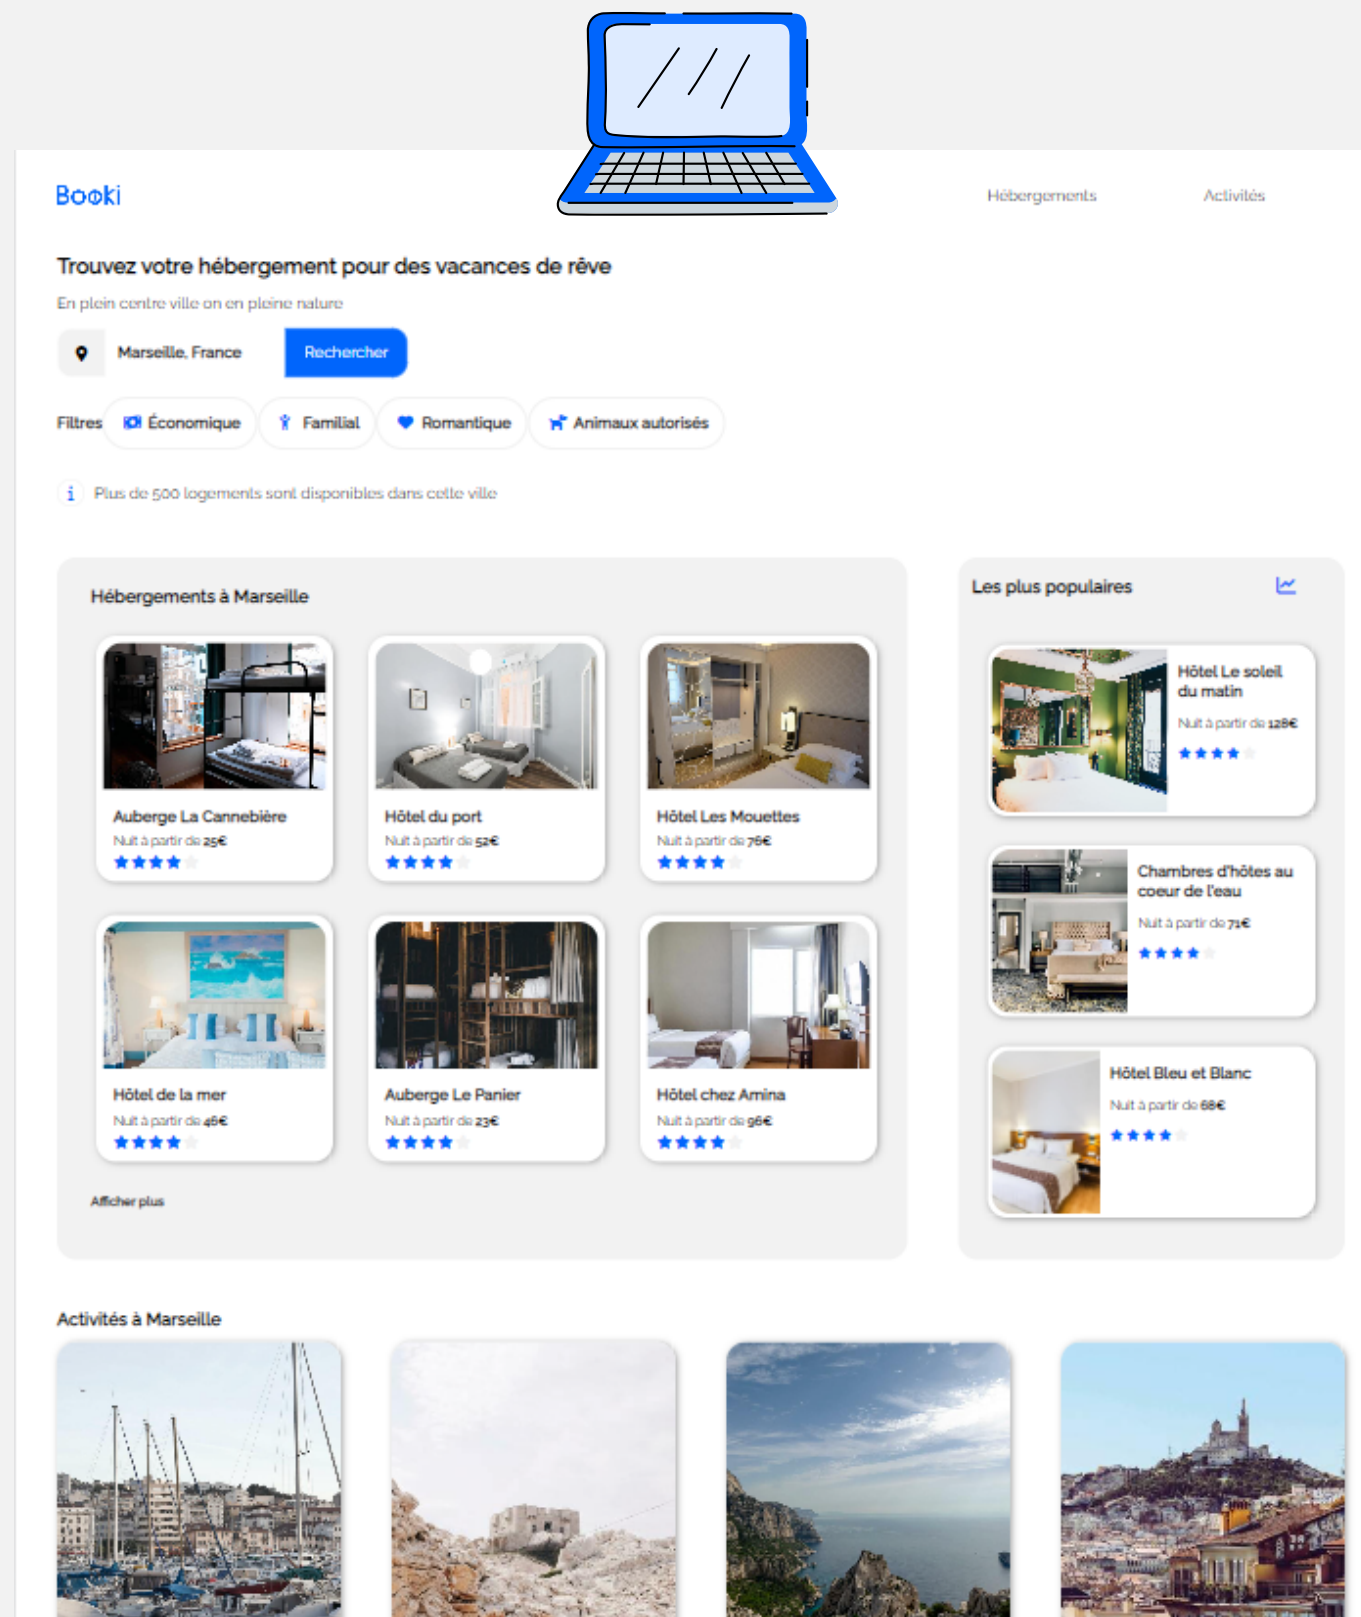 Booki
Hébergements
Activités
Trouvez votre hébergement pour des vacances de rêve
En plein centre ville on en pleine nature
Marseille, France
Rechercher
Filtres
Économique
Familial
Romantique
Animaux autorisés
Plus de 500 logements sont disponibles dans cette ville
Hébergements à Marseille
Auberge La Cannebière
Nuit à partir de 25€
Hôtel du port
Nuit à partir de 52€
Hôtel Les Mouettes
Nuit à partir de 76€
Hôtel de la mer
Nuit à partir de 46€
Auberge Le Panier
Nuit à partir de 23€
Hôtel chez Amina
Nuit à partir de 96€
Afficher plus
Les plus populaires
Hôtel Le soleil
du matin
Nuit à partir de 128€
Chambres d'hôtes au
coeur de l'eau
Nuit à partir de 71€
Hôtel Bleu et Blanc
Nuit à partir de 68€
Activités à Marseille